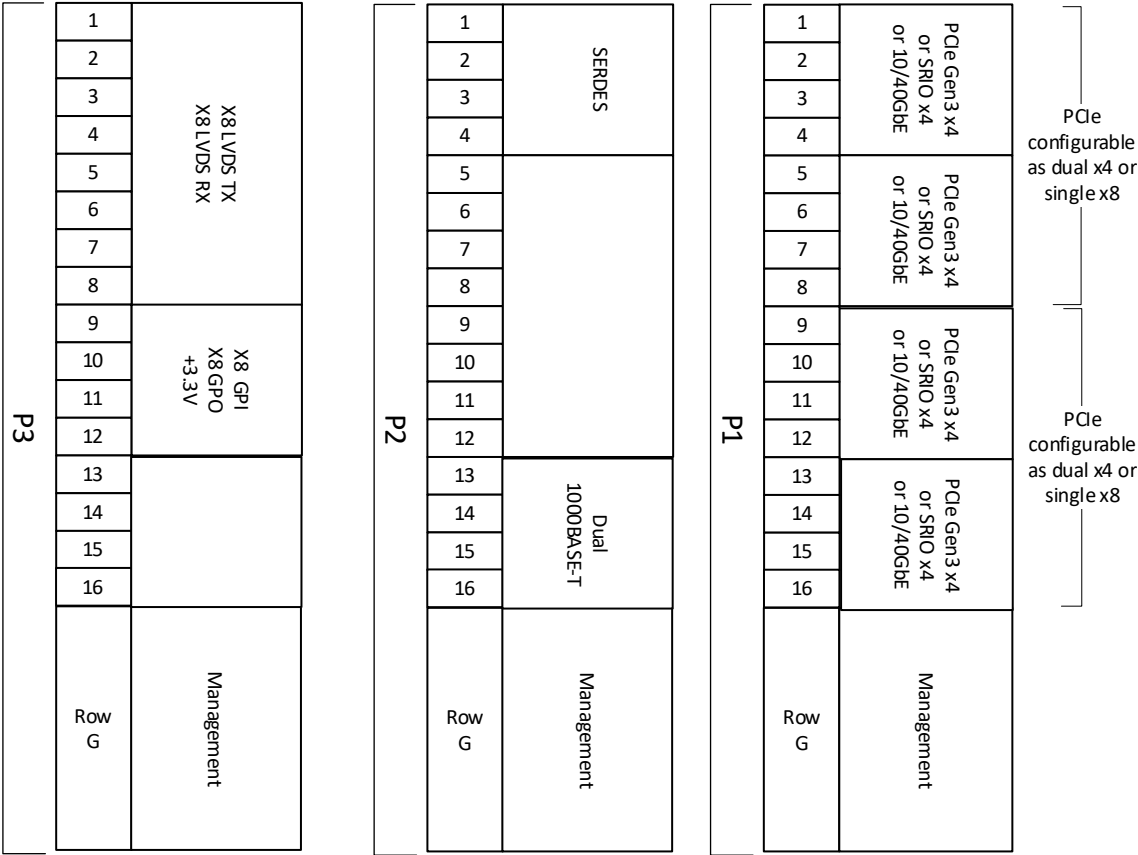 P3
1
2
3
4
5
6
7
8
9
10
11
12
13
14
15
16
Row
G
X8 LVDS TX
X8 LVDS RX
X8 GPI
X8 GPO
+3.3V
Management
P2
1
2
3
4
5
6
7
8
9
10
11
12
13
14
15
16
Row
G
SERDES
Dual
1000BASE-T
Management
P1
1
2
3
4
5
6
7
8
9
10
11
12
13
14
15
16
Row
G
PCIe Gen3 x4
or SRIO x4
or 10/40GbE
PCIe Gen3 x4
or SRIO x4
or 10/40GbE
PCIe Gen3 x4
or SRIO x4
or 10/40GbE
PCIe Gen3 x4
or SRIO x4
or 10/40GbE
Management
PCIe
configurable
as dual x4 or
single x8
PCIe
configurable
as dual x4 or
single x8